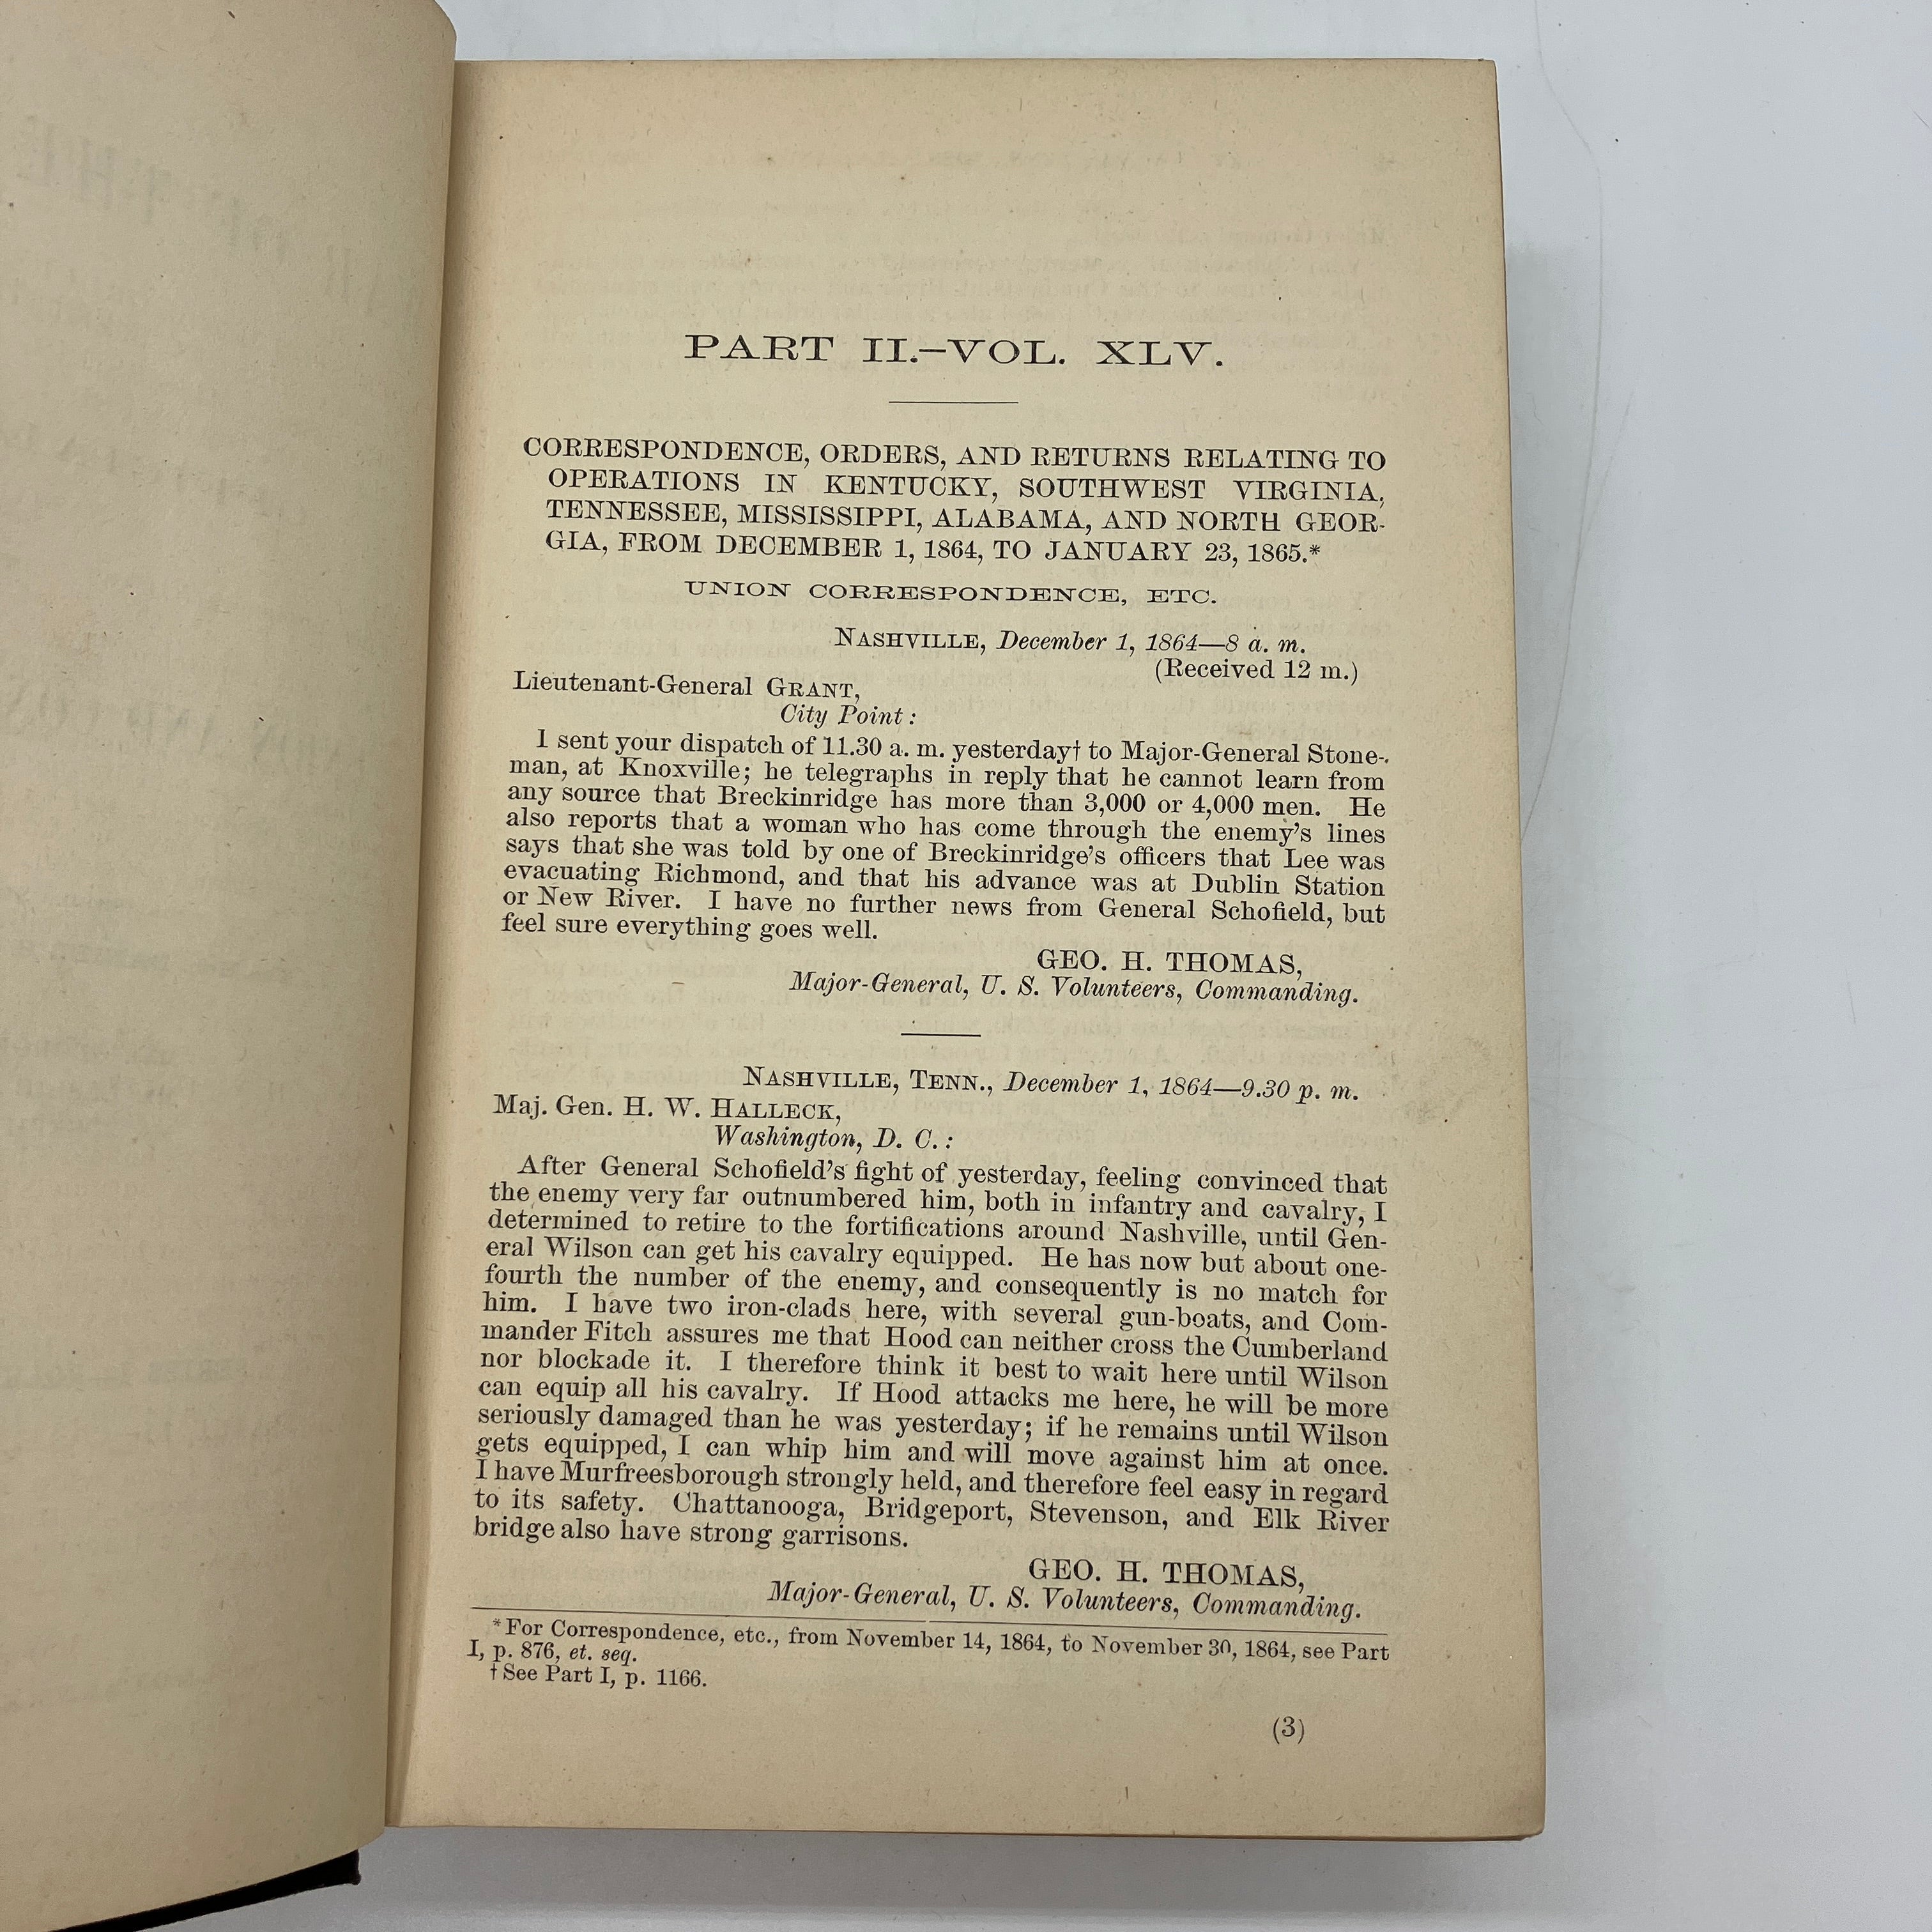 PART II.—VOL. XLV.
CORRESPONDENCE, ORDERS, AND RETURNS RELATING TO
OPERATIONS IN KENTUCKY, SOUTHWEST VIRGINIA,
TENNESSEE, MISSISSIPPI, ALABAMA, AND NORTH GEOR-
GIA, FROM DECEMBER 1, 1864, TO JANUARY 23, 1865.*
UNION CORRESPONDENCE, ETC.
NASHVILLE, December 1, 1864—8 a. m.
(Received 12 m.)
Lieutenant-General GRANT,
City Point:
I sent your dispatch of 11.30 a. m. yesterday† to Major-General Stone-
man, at Knoxville; he telegraphs in reply that he cannot learn from
any source that Breckinridge has more than 3,000 or 4,000 men. He
also reports that a woman who has come through the enemy's lines
says that she was told by one of Breckinridge's officers that Lee was
evacuating Richmond, and that his advance was at Dublin Station
or New River. I have no further news from General Schofield, but
feel sure everything goes well.
GEO. H. THOMAS,
Major-General, U. S. Volunteers, Commanding.
NASHVILLE, TENN., December 1, 1864—9.30 p. m.
Maj. Gen. H. W. HALLECK,
Washington, D. C.:
After General Schofield's fight of yesterday, feeling convinced that
the enemy very far outnumbered him, both in infantry and cavalry, I
determined to retire to the fortifications around Nashville, until Gen-
eral Wilson can get his cavalry equipped. He has now but about one-
fourth the number of the enemy, and consequently is no match for
him. I have two iron-clads here, with several gun-boats, and Com-
mander Fitch assures me that Hood can neither cross the Cumberland
nor blockade it. I therefore think it best to wait here until Wilson
can equip all his cavalry. If Hood attacks me here, he will be more
seriously damaged than he was yesterday; if he remains until Wilson
gets equipped, I can whip him and will move against him at once.
I have Murfreesborough strongly held, and therefore feel easy in regard
to its safety. Chattanooga, Bridgeport, Stevenson, and Elk River
bridge also have strong garrisons.
GEO. H. THOMAS,
Major-General, U. S. Volunteers, Commanding.
*For Correspondence, etc., from November 14, 1864, to November 30, 1864, see Part
I, p. 876, et. seq.
†See Part I, p. 1166.
(3)